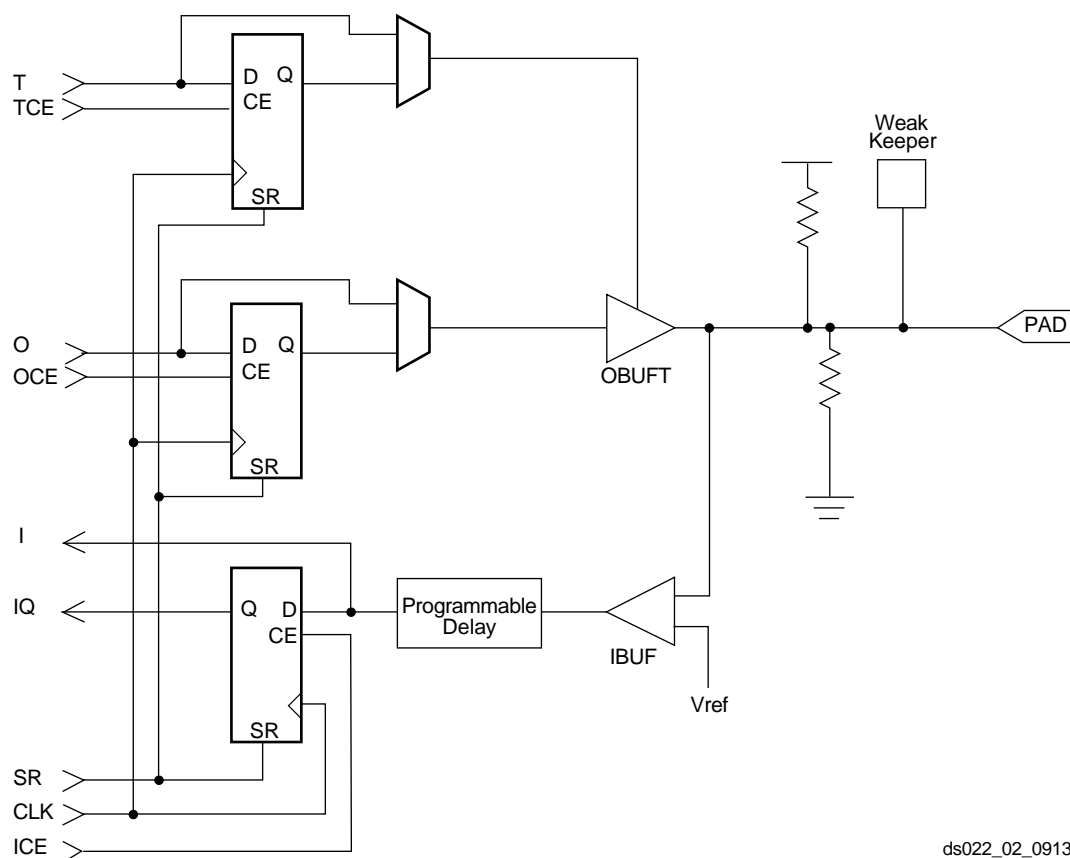 T
TCE
D Q
CE
SR
Weak
Keeper
O
OCE
D Q
CE
SR
OBUFT
PAD
I
IQ
Q D
CE
SR
Programmable
Delay
IBUF
Vref
SR
CLK
ICE
ds022_02_0913